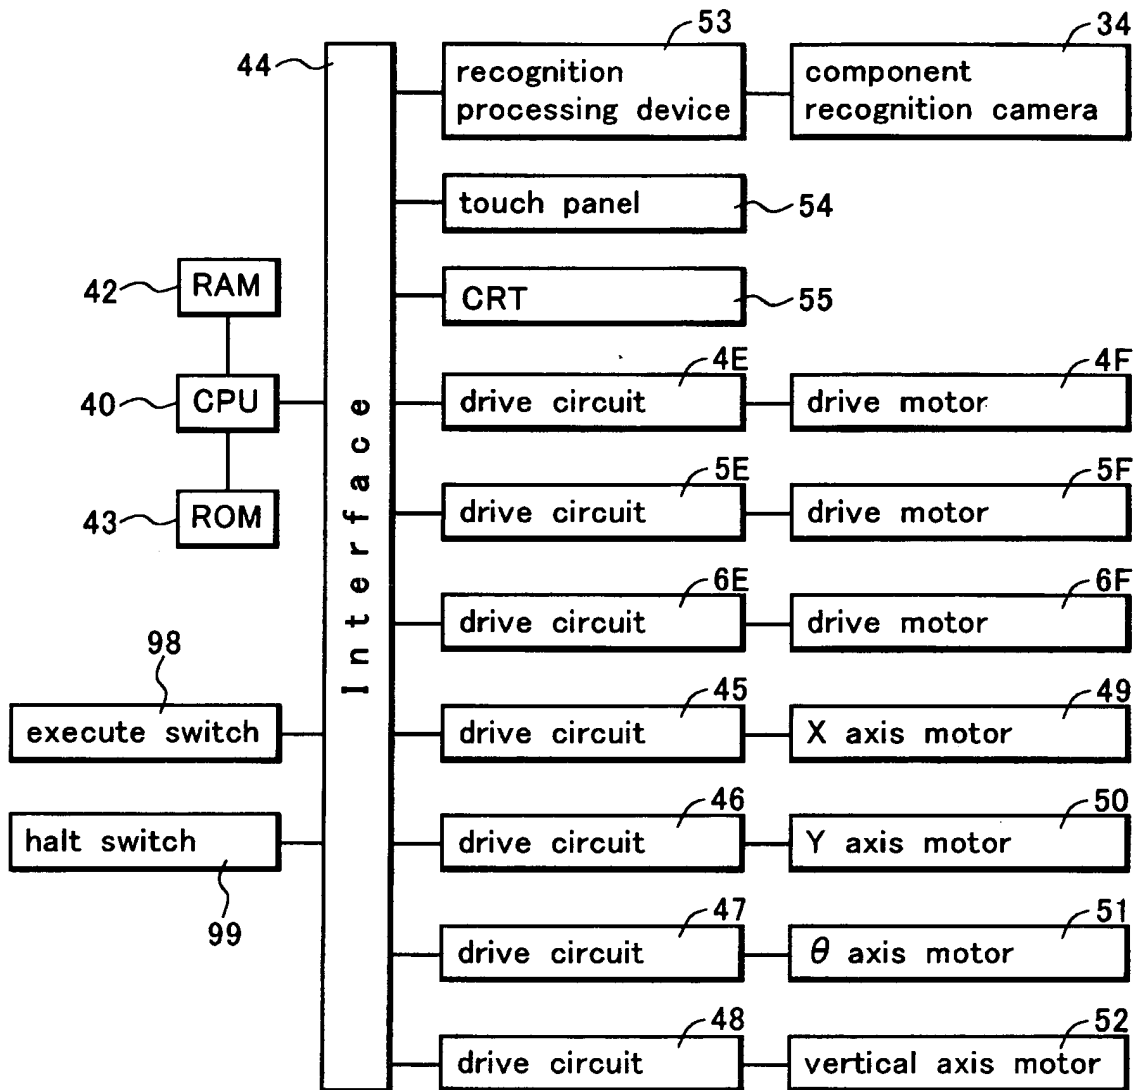 53
34
44
recognition
processing device
component
recognition camera
touch panel
54
42
RAM
CRT
55
40
CPU
4E
drive circuit
4F
drive motor
43
ROM
5E
drive circuit
5F
drive motor
Interface
6E
drive circuit
6F
drive motor
98
execute switch
45
drive circuit
49
X axis motor
halt switch
99
46
drive circuit
50
Y axis motor
47
drive circuit
51
θ axis motor
48
drive circuit
52
vertical axis motor